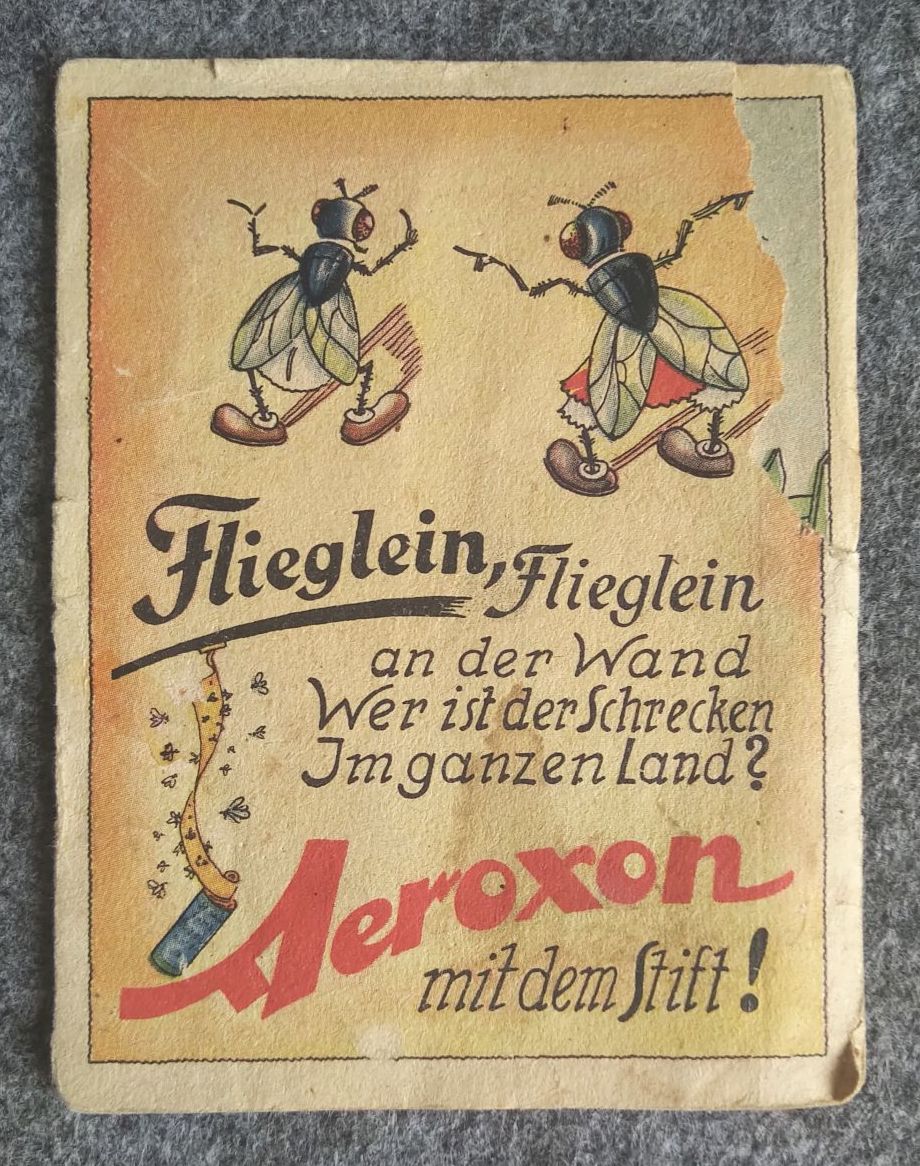 Flieglein, Flieglein
an der Wand
Wer ist der Schrecken
Im ganzen Land?
Aeroxon
mit dem Stift!